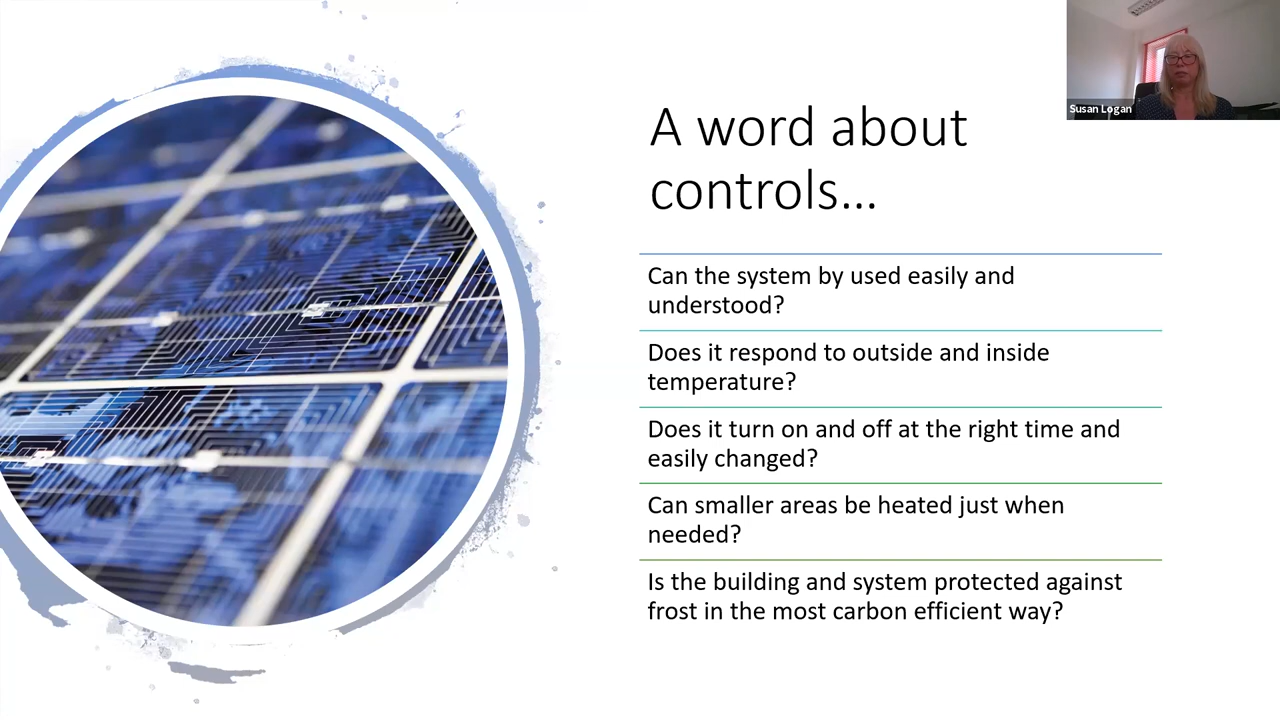 A word about
controls...
Susan Logan
Can the system by used easily and
understood?
Does it respond to outside and inside
temperature?
Does it turn on and off at the right time and
easily changed?
Can smaller areas be heated just when
needed?
Is the building and system protected against
frost in the most carbon efficient way?